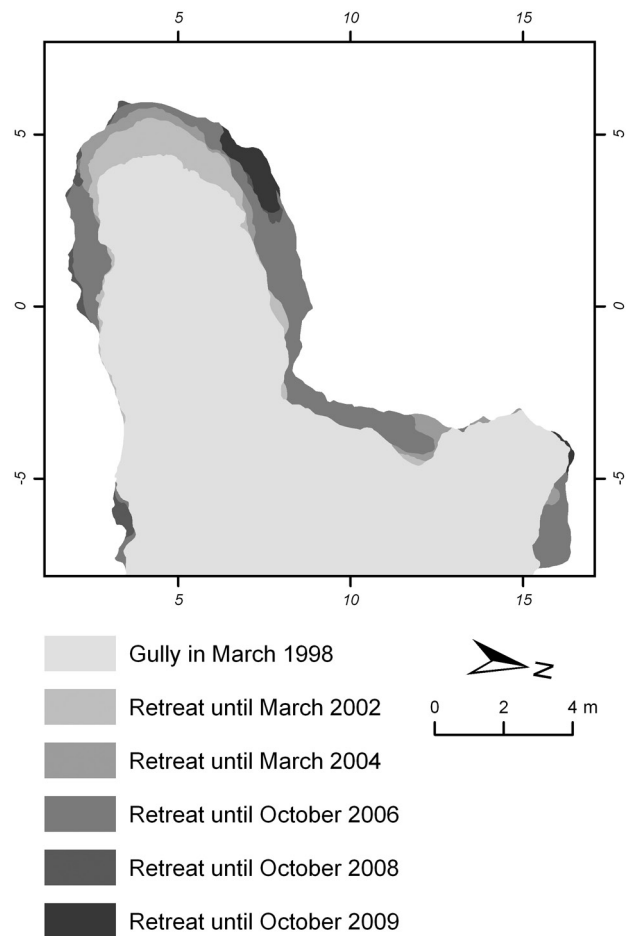 5 10 15
5 5
0 0
-5 -5
5 10 15
Gully in March 1998
Retreat until March 2002
Retreat until March 2004
Retreat until October 2006
Retreat until October 2008
Retreat until October 2009
N
0 2 4 m